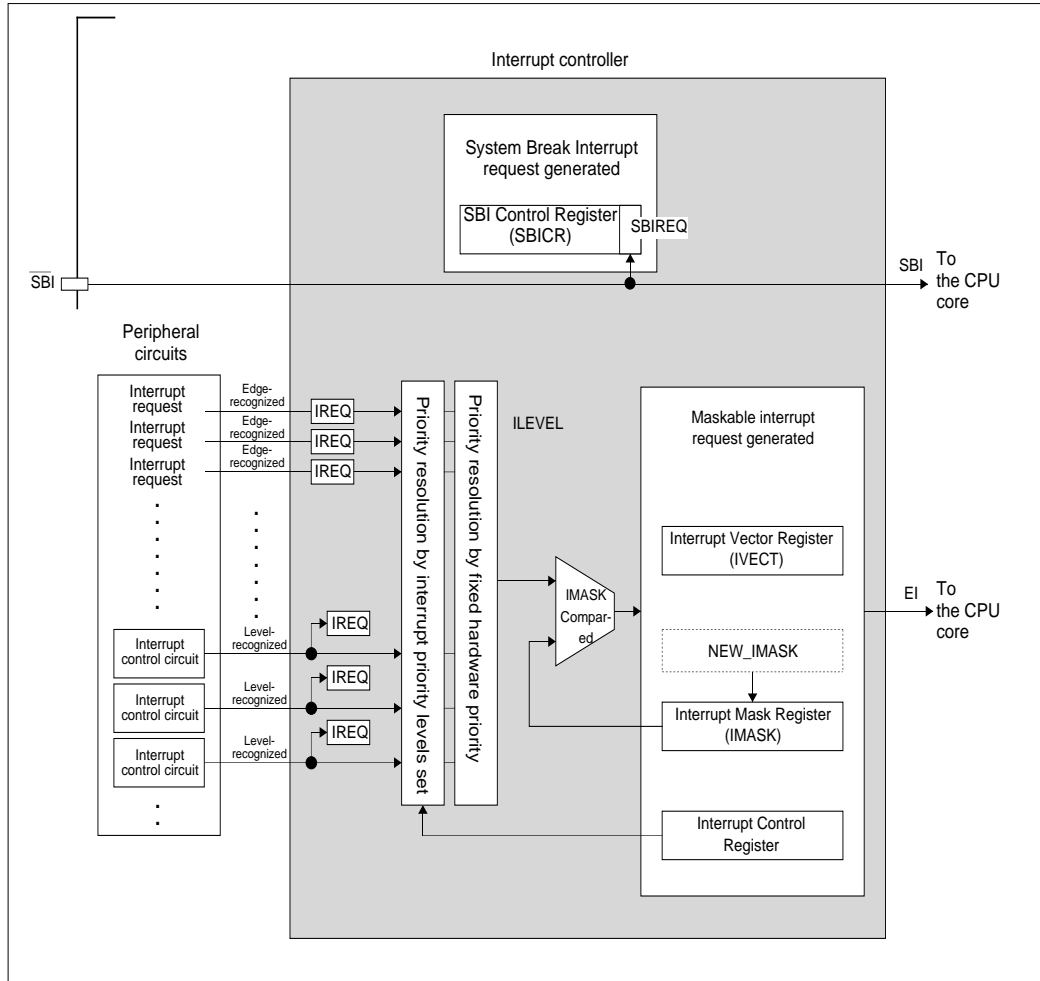 Interrupt controller
System Break Interrupt
request generated
SBI Control Register
(SBICR)
SBIREQ
SBI
SBI
To
the CPU
core
Peripheral
circuits
Interrupt
request
Edge-
recognized
IREQ
Interrupt
request
Edge-
recognized
IREQ
Interrupt
request
Edge-
recognized
IREQ
Interrupt
control circuit
Level-
recognized
IREQ
Interrupt
control circuit
Level-
recognized
IREQ
Interrupt
control circuit
Level-
recognized
IREQ
Priority resolution by interrupt priority levels set
Priority resolution by fixed hardware priority
ILEVEL
IMASK
Compar-
ed
Maskable interrupt
request generated
Interrupt Vector Register
(IVECT)
NEW_IMASK
Interrupt Mask Register
(IMASK)
Interrupt Control
Register
EI
To
the CPU
core